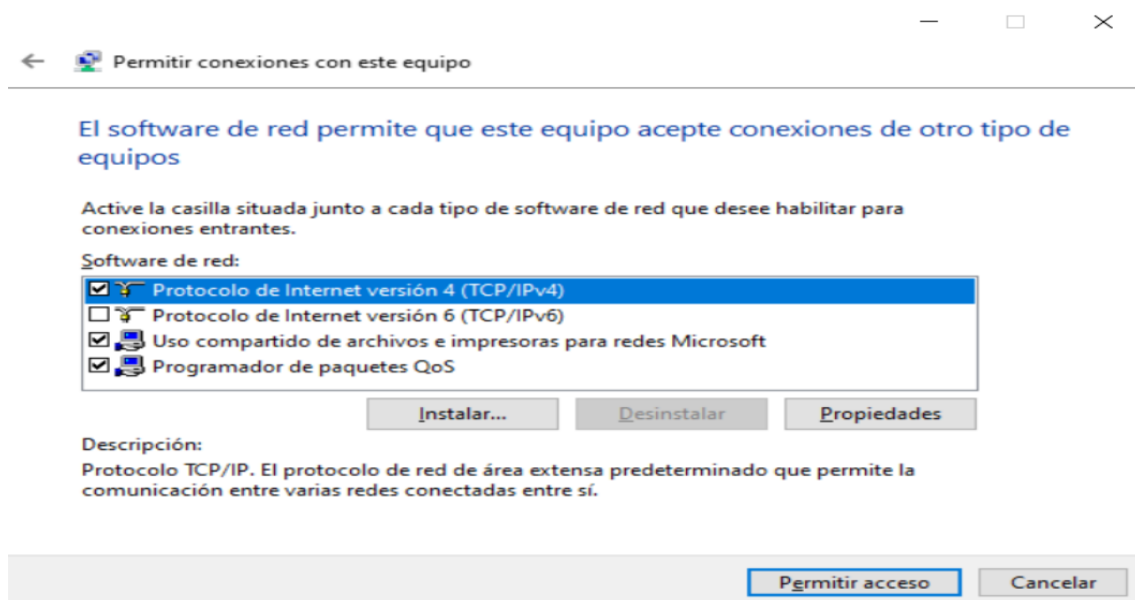 Permitir conexiones con este equipo
El software de red permite que este equipo acepte conexiones de otro tipo de
equipos
Active la casilla situada junto a cada tipo de software de red que desee habilitar para
conexiones entrantes.
Software de red:
Protocolo de Internet versión 4 (TCP/IPv4)
Protocolo de Internet versión 6 (TCP/IPv6)
Uso compartido de archivos e impresoras para redes Microsoft
Programador de paquetes QoS
Instalar... Desinstalar Propiedades
Descripción:
Protocolo TCP/IP. El protocolo de red de área extensa predeterminado que permite la
comunicación entre varias redes conectadas entre sí.
Permitir acceso Cancelar